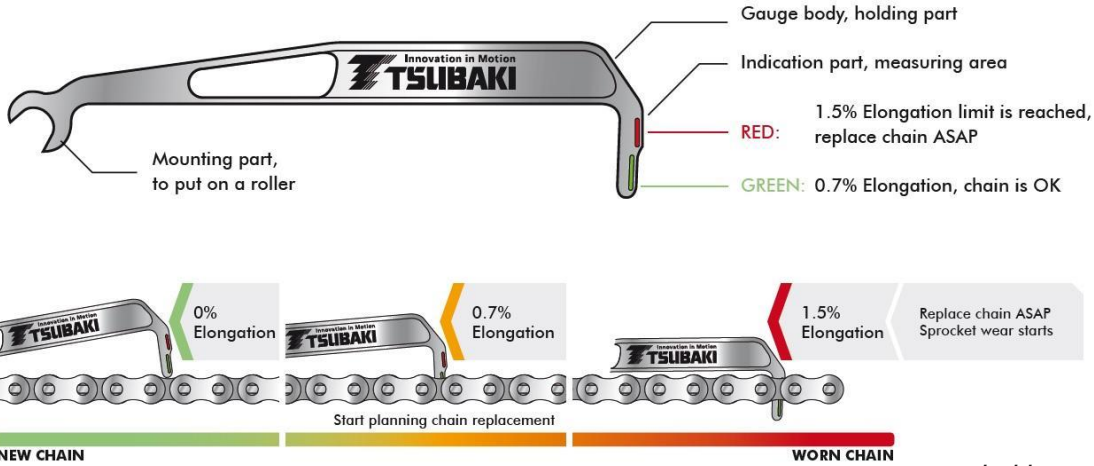 Gauge body, holding part
Innovation in Motion
TSUBAKI
Indication part, measuring area
RED: 1.5% Elongation limit is reached,
replace chain ASAP
Mounting part,
to put on a roller
GREEN: 0.7% Elongation, chain is OK
0%
Elongation
0.7%
Elongation
1.5%
Elongation
Replace chain ASAP
Sprocket wear starts
Innovation in Motion
TSUBAKI
Innovation in Motion
TSUBAKI
Innovation in Motion
TSUBAKI
Start planning chain replacement
NEW CHAIN
WORN CHAIN